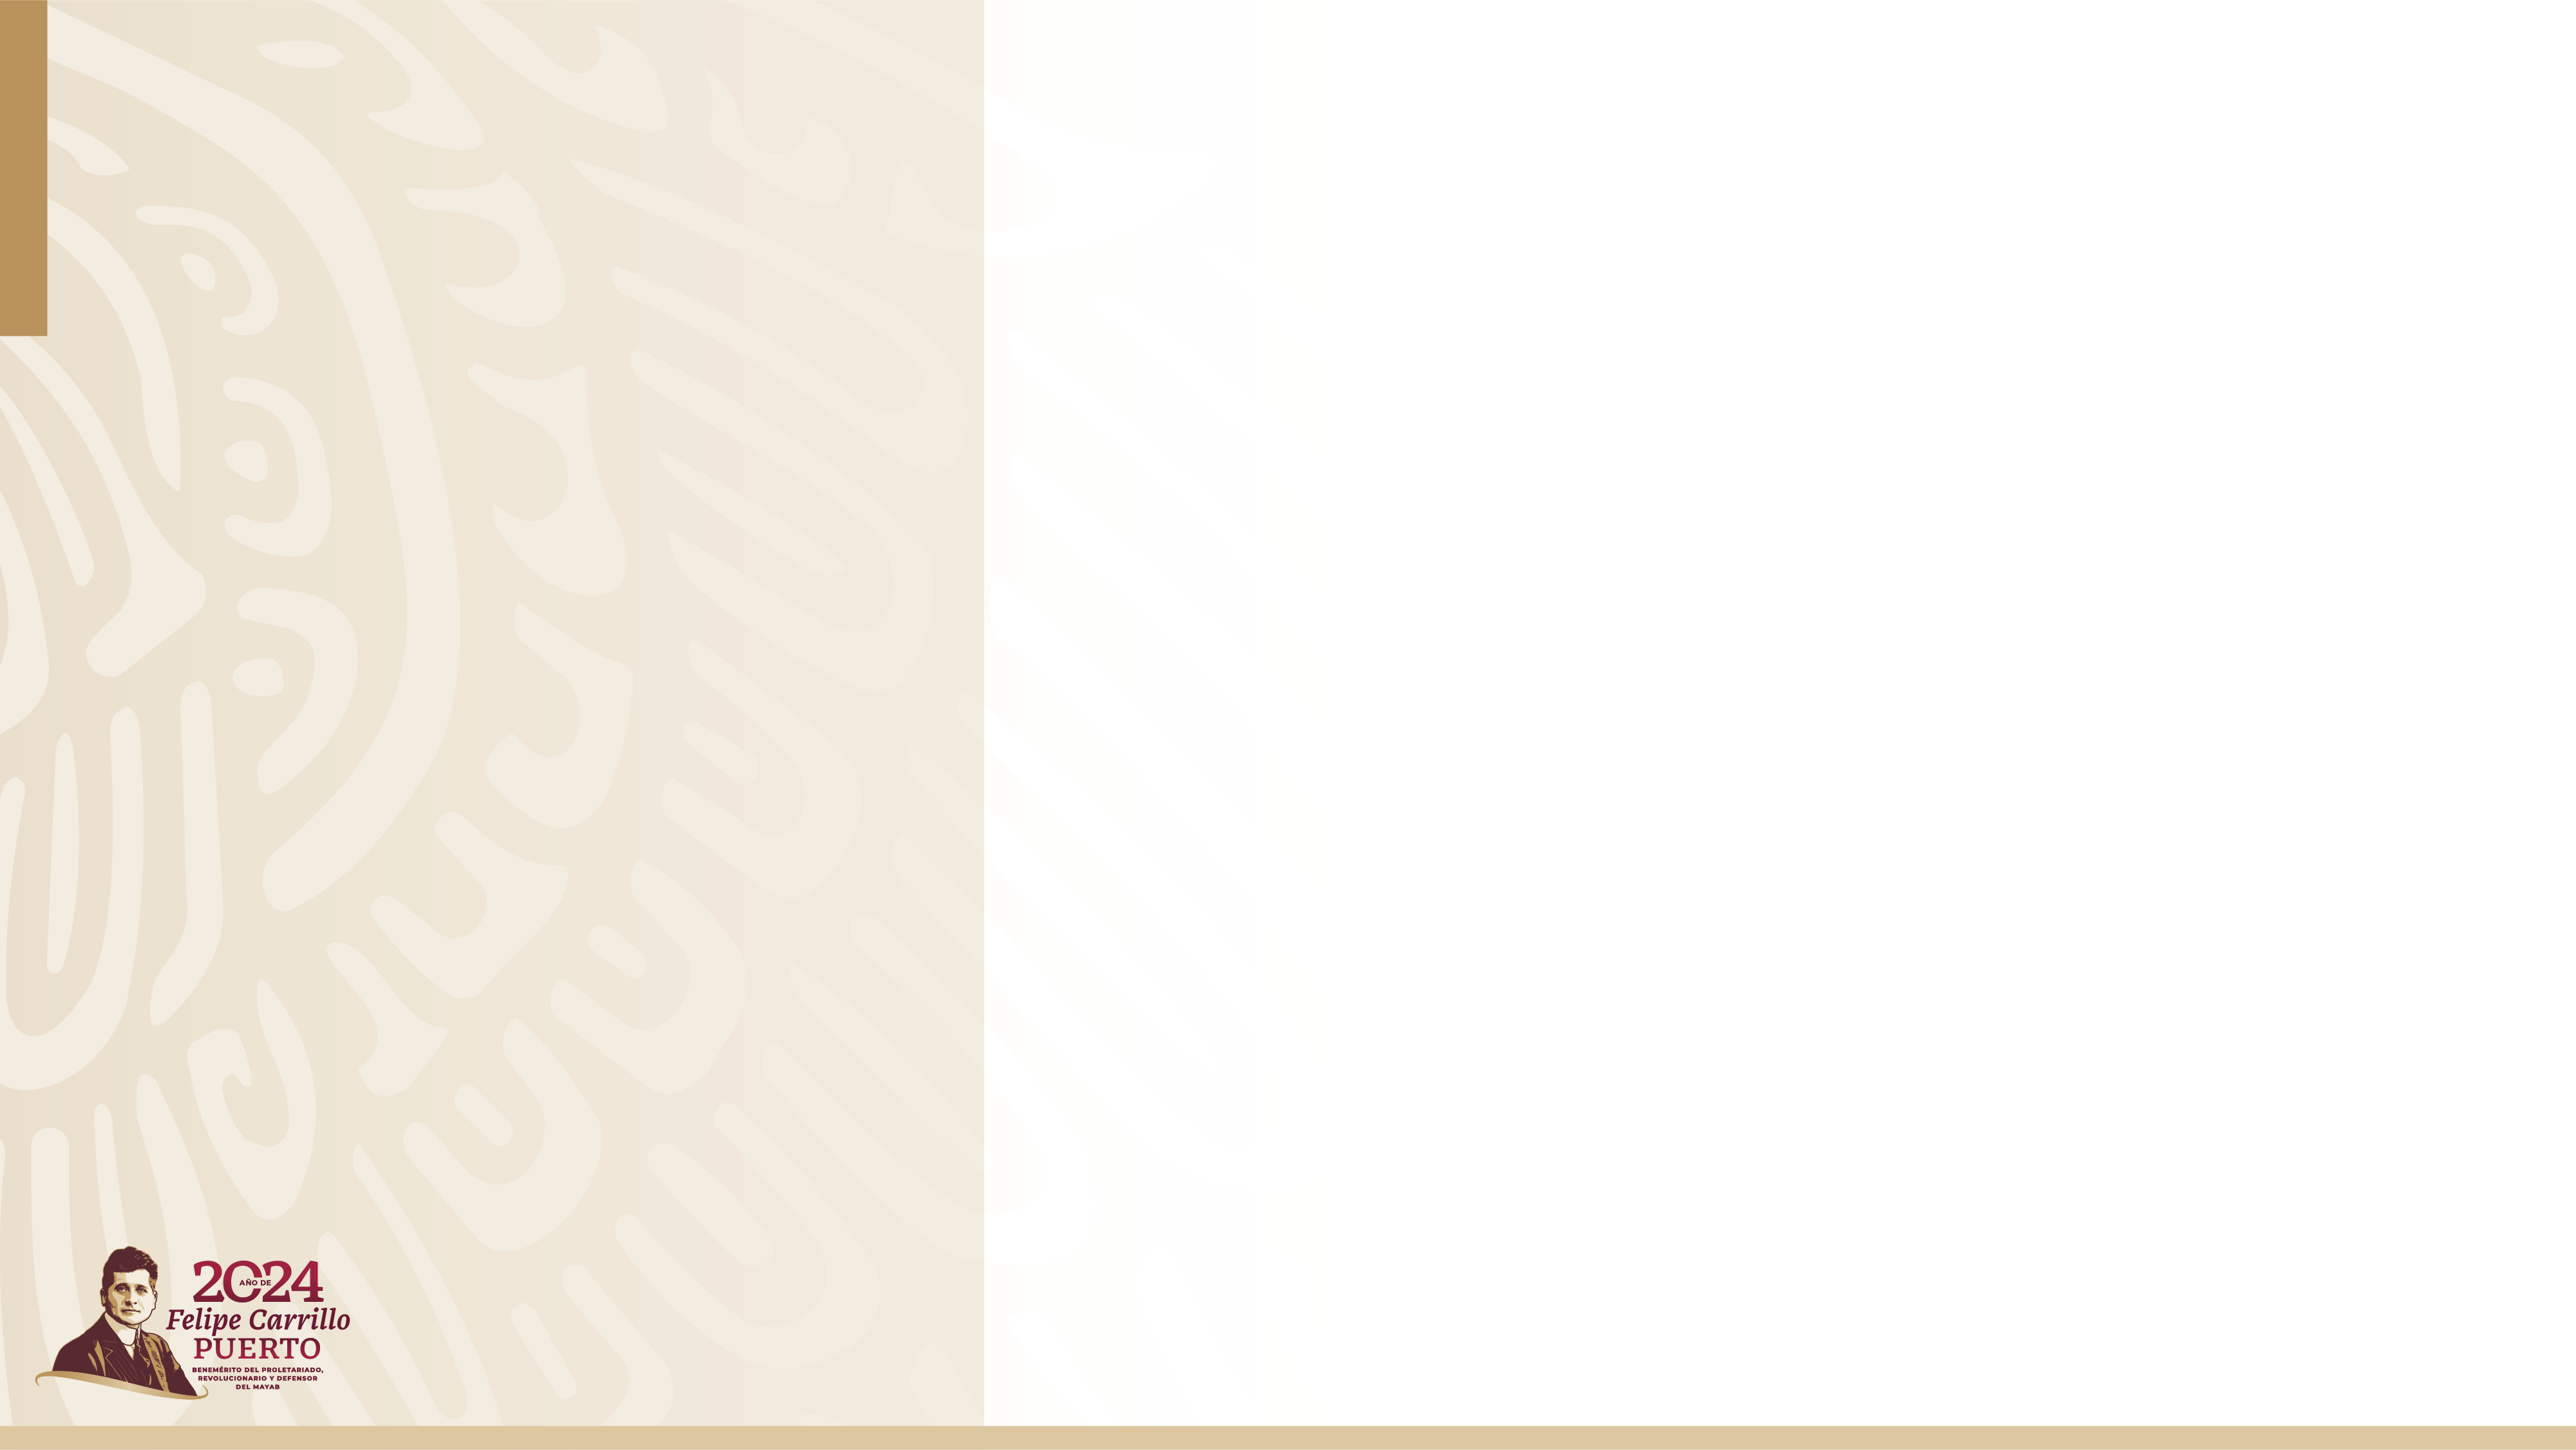 2024
AÑO DE
Felipe Carrillo
PUERTO
BENEMÉRITO DEL PROLETARIADO,
REVOLUCIONARIO Y DEFENSOR
DEL MAYAB